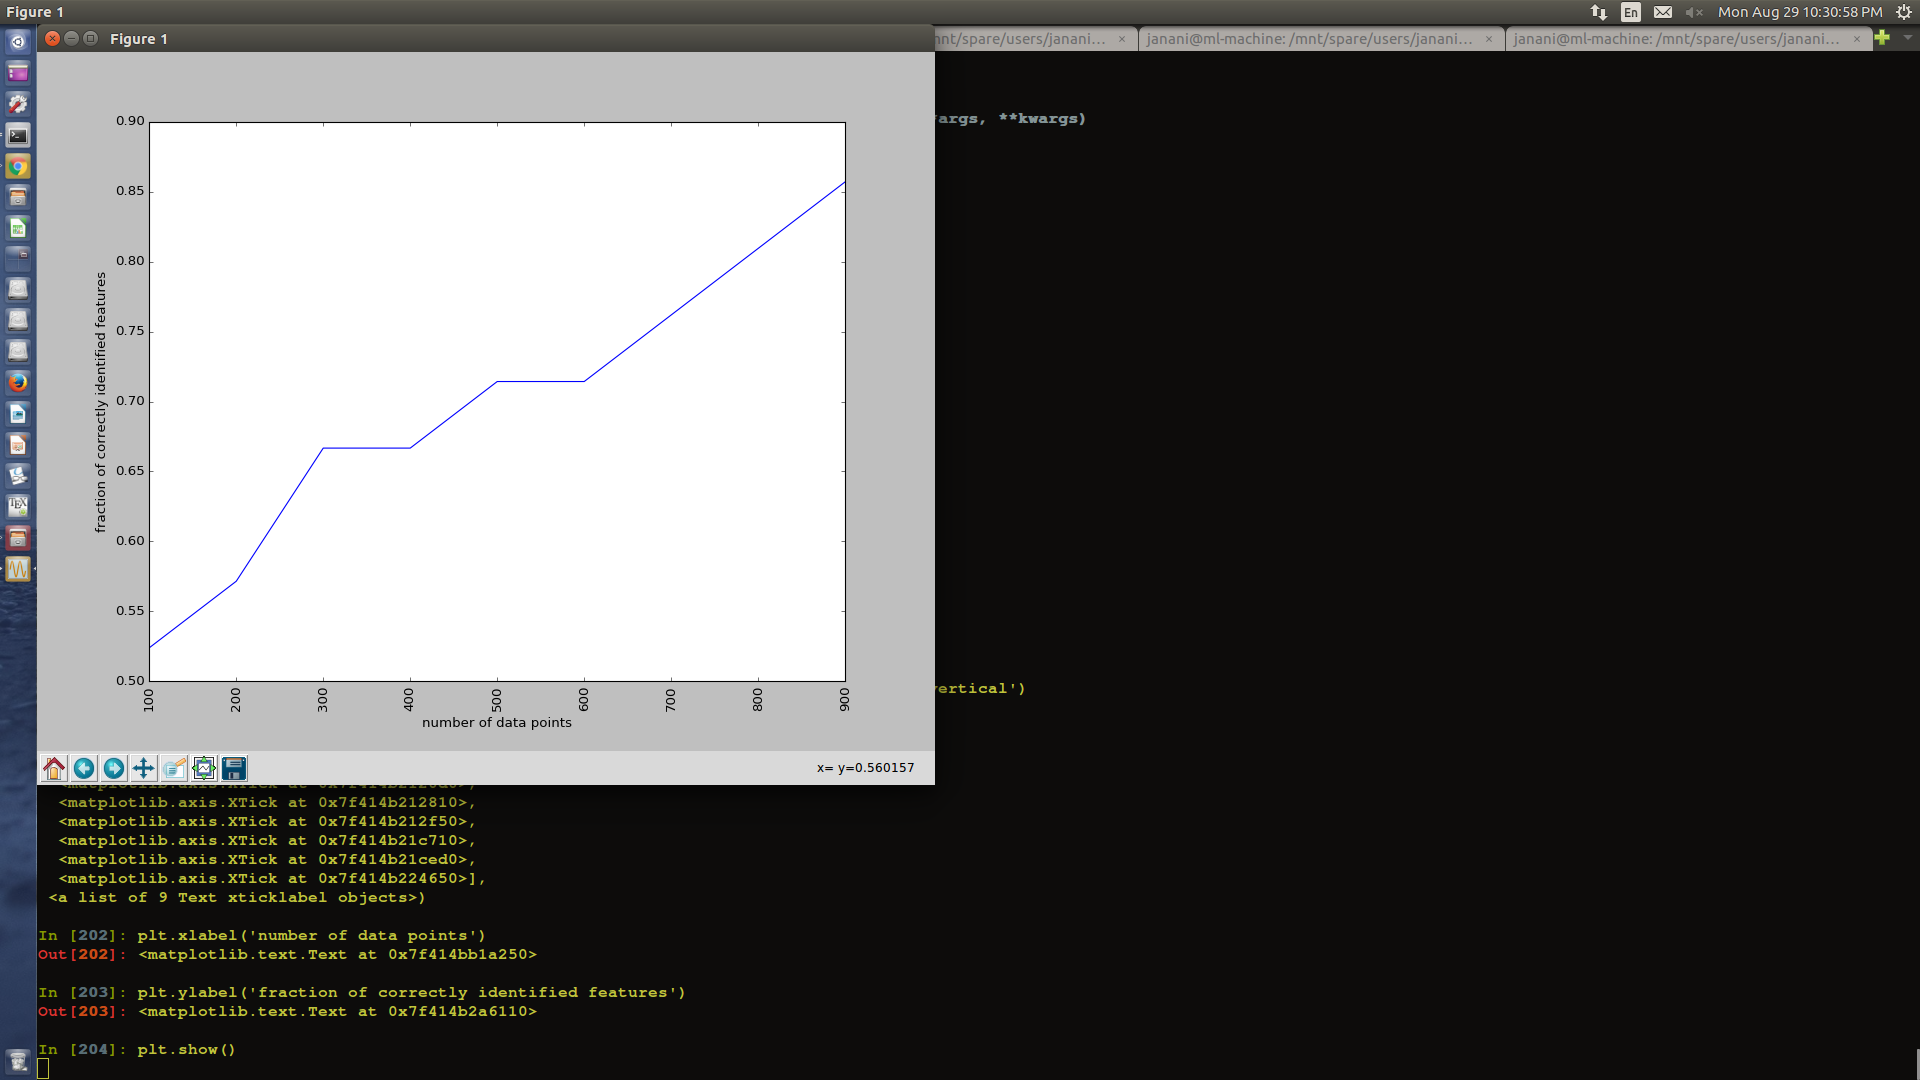 Figure 1
En
Mon Aug 29 10:30:58 PM
Figure 1
mnt/spare/users/janani... ×
janani@ml-machine: /mnt/spare/users/janani... ×
janani@ml-machine: /mnt/spare/users/janani... ×
args, **kwargs)
0.90
0.85
0.80
0.75
0.70
0.65
0.60
0.55
0.50
fraction of correctly identified features
100 200 300 400 500 600 700 800 900
number of data points
vertical')
x= y=0.560157
<matplotlib.axis.XTick at
<matplotlib.axis.XTick at 0x7f414b212810>,
<matplotlib.axis.XTick at 0x7f414b212f50>,
<matplotlib.axis.XTick at 0x7f414b21c710>,
<matplotlib.axis.XTick at 0x7f414b21ced0>,
<matplotlib.axis.XTick at 0x7f414b224650>],
<a list of 9 Text xticklabel objects>)
In [202]: plt.xlabel('number of data points')
Out[202]: <matplotlib.text.Text at 0x7f414bb1a250>
In [203]: plt.ylabel('fraction of correctly identified features')
Out[203]: <matplotlib.text.Text at 0x7f414b2a6110>
In [204]: plt.show()